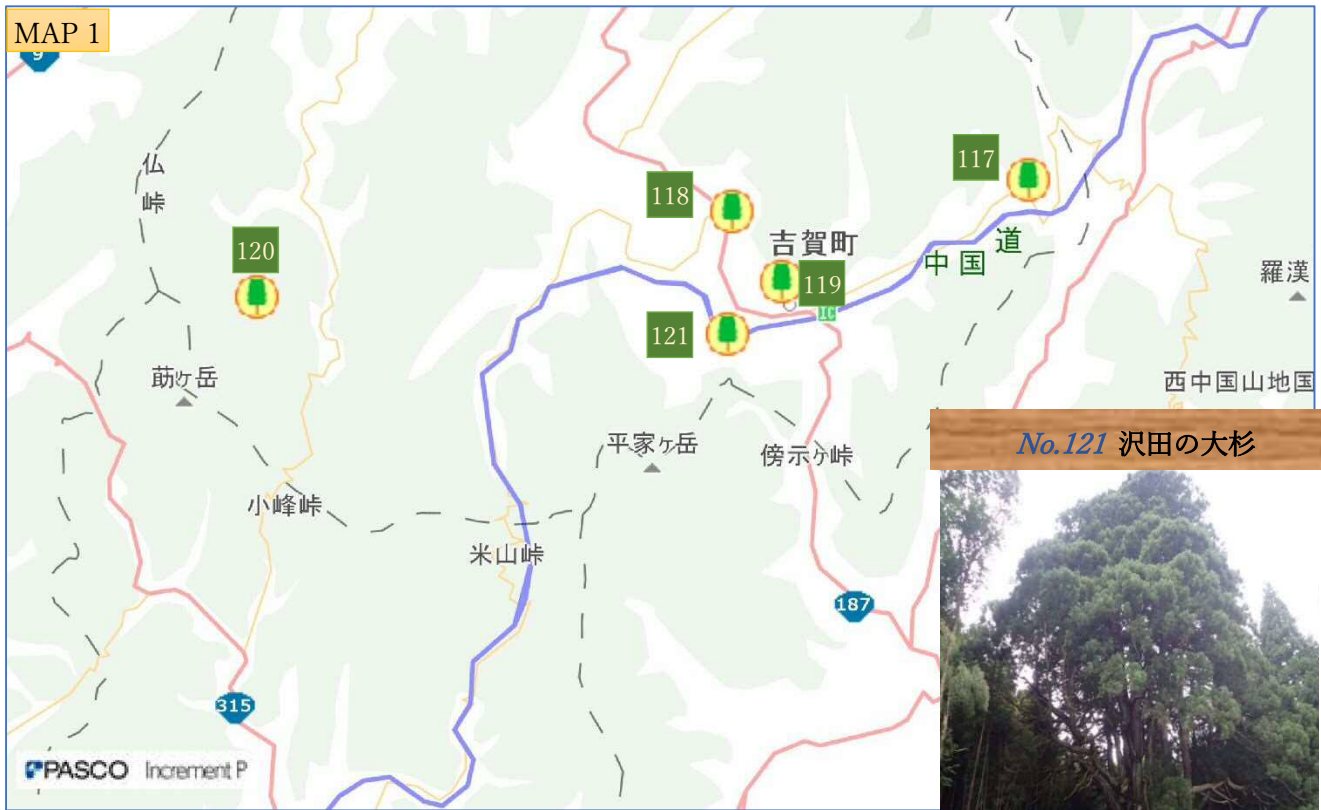 MAP 1
9
仏
峠
117
118
吉賀町
120
119
中国道
羅漢
IC
121
莇ヶ岳
西中国山地国
平家ヶ岳
傍示ヶ峠
No.121 沢田の大杉
小峰峠
米山峠
187
315
PASCO Increment P